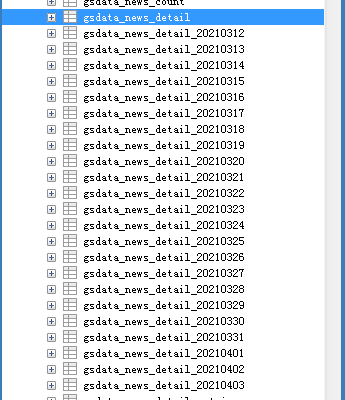 gsdata_news_count
gsdata_news_detail
gsdata_news_detail_20210312
gsdata_news_detail_20210313
gsdata_news_detail_20210314
gsdata_news_detail_20210315
gsdata_news_detail_20210316
gsdata_news_detail_20210317
gsdata_news_detail_20210318
gsdata_news_detail_20210319
gsdata_news_detail_20210320
gsdata_news_detail_20210321
gsdata_news_detail_20210322
gsdata_news_detail_20210323
gsdata_news_detail_20210324
gsdata_news_detail_20210325
gsdata_news_detail_20210326
gsdata_news_detail_20210327
gsdata_news_detail_20210328
gsdata_news_detail_20210329
gsdata_news_detail_20210330
gsdata_news_detail_20210331
gsdata_news_detail_20210401
gsdata_news_detail_20210402
gsdata_news_detail_20210403